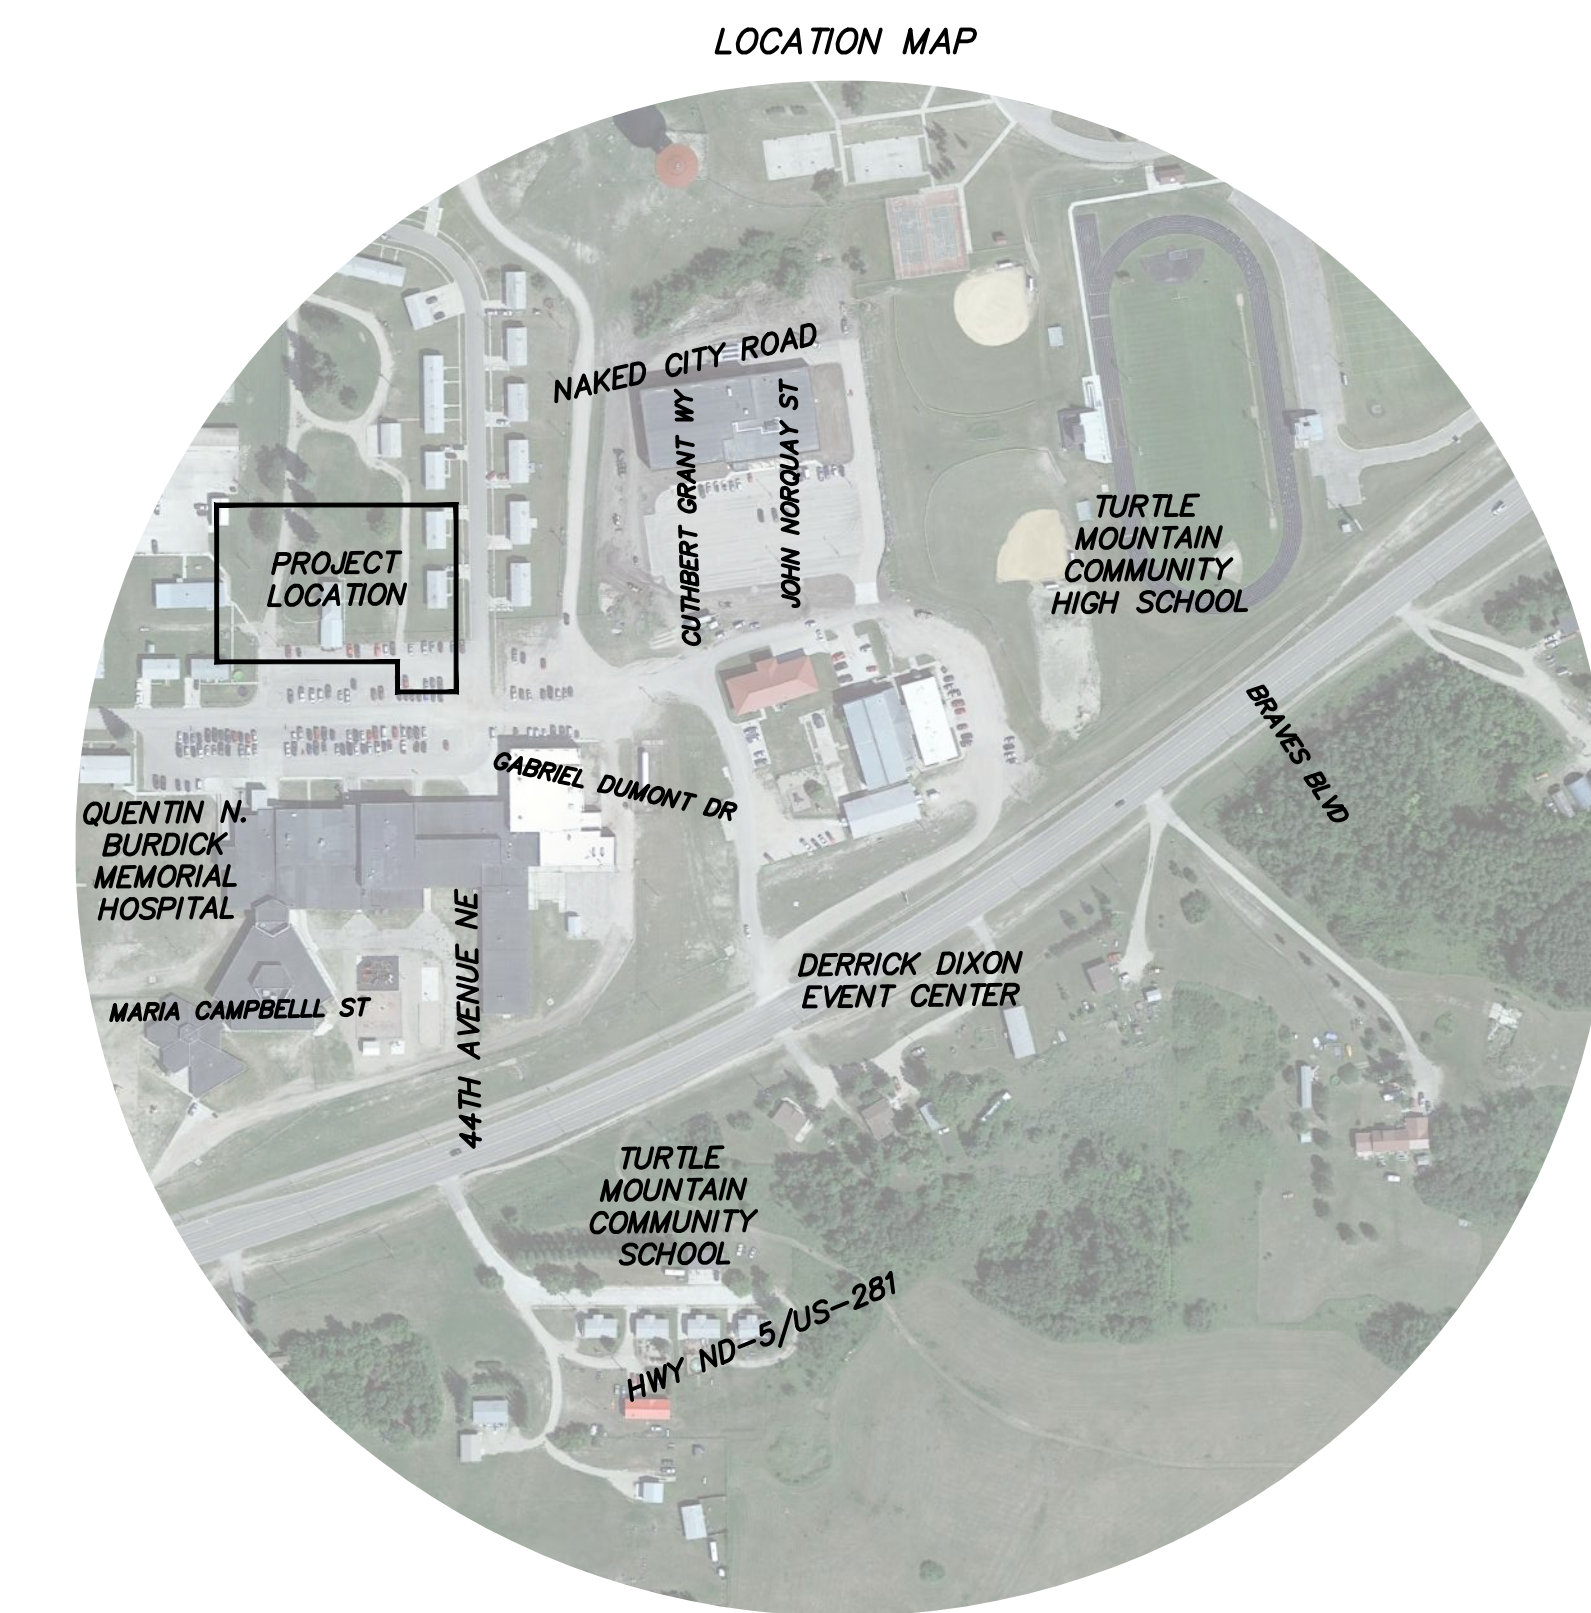 LOCATION MAP
NAKED CITY ROAD
CUTHBERT GRANT WY
JOHN NORQUAY ST
TURTLE
MOUNTAIN
COMMUNITY
HIGH SCHOOL
PROJECT
LOCATION
BRAVES BLVD
GABRIEL DUMONT DR
QUENTIN N.
BURDICK
MEMORIAL
HOSPITAL
44TH AVENUE NE
DERRICK DIXON
EVENT CENTER
MARIA CAMPBELLL ST
TURTLE
MOUNTAIN
COMMUNITY
SCHOOL
HWY ND-5/US-281